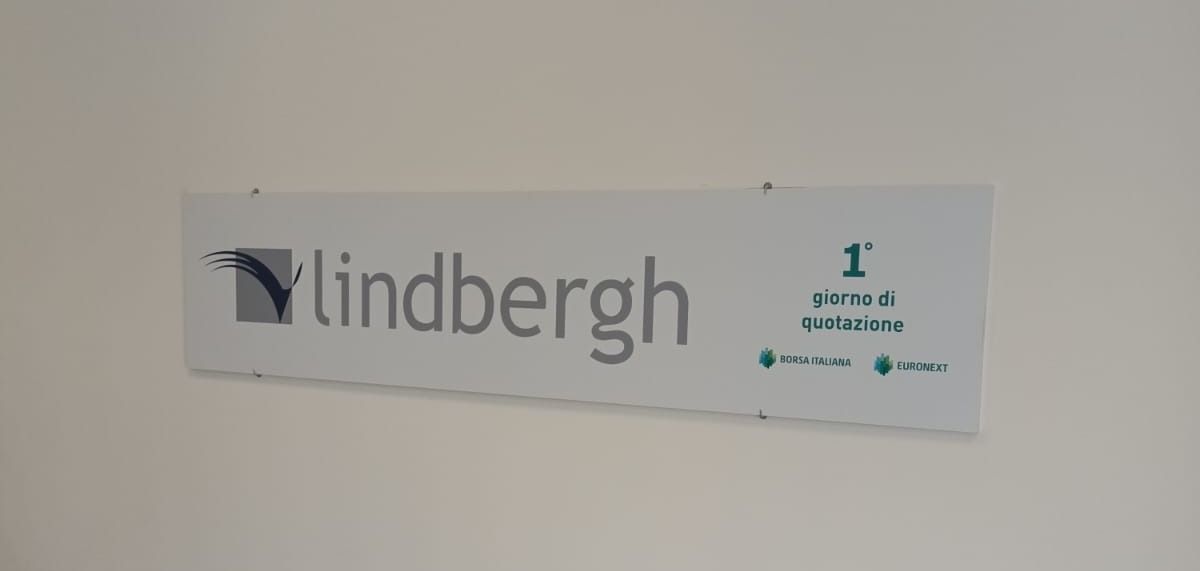 lindbergh
1°
giorno di
quotazione
BORSA ITALIANA
EURONEXT